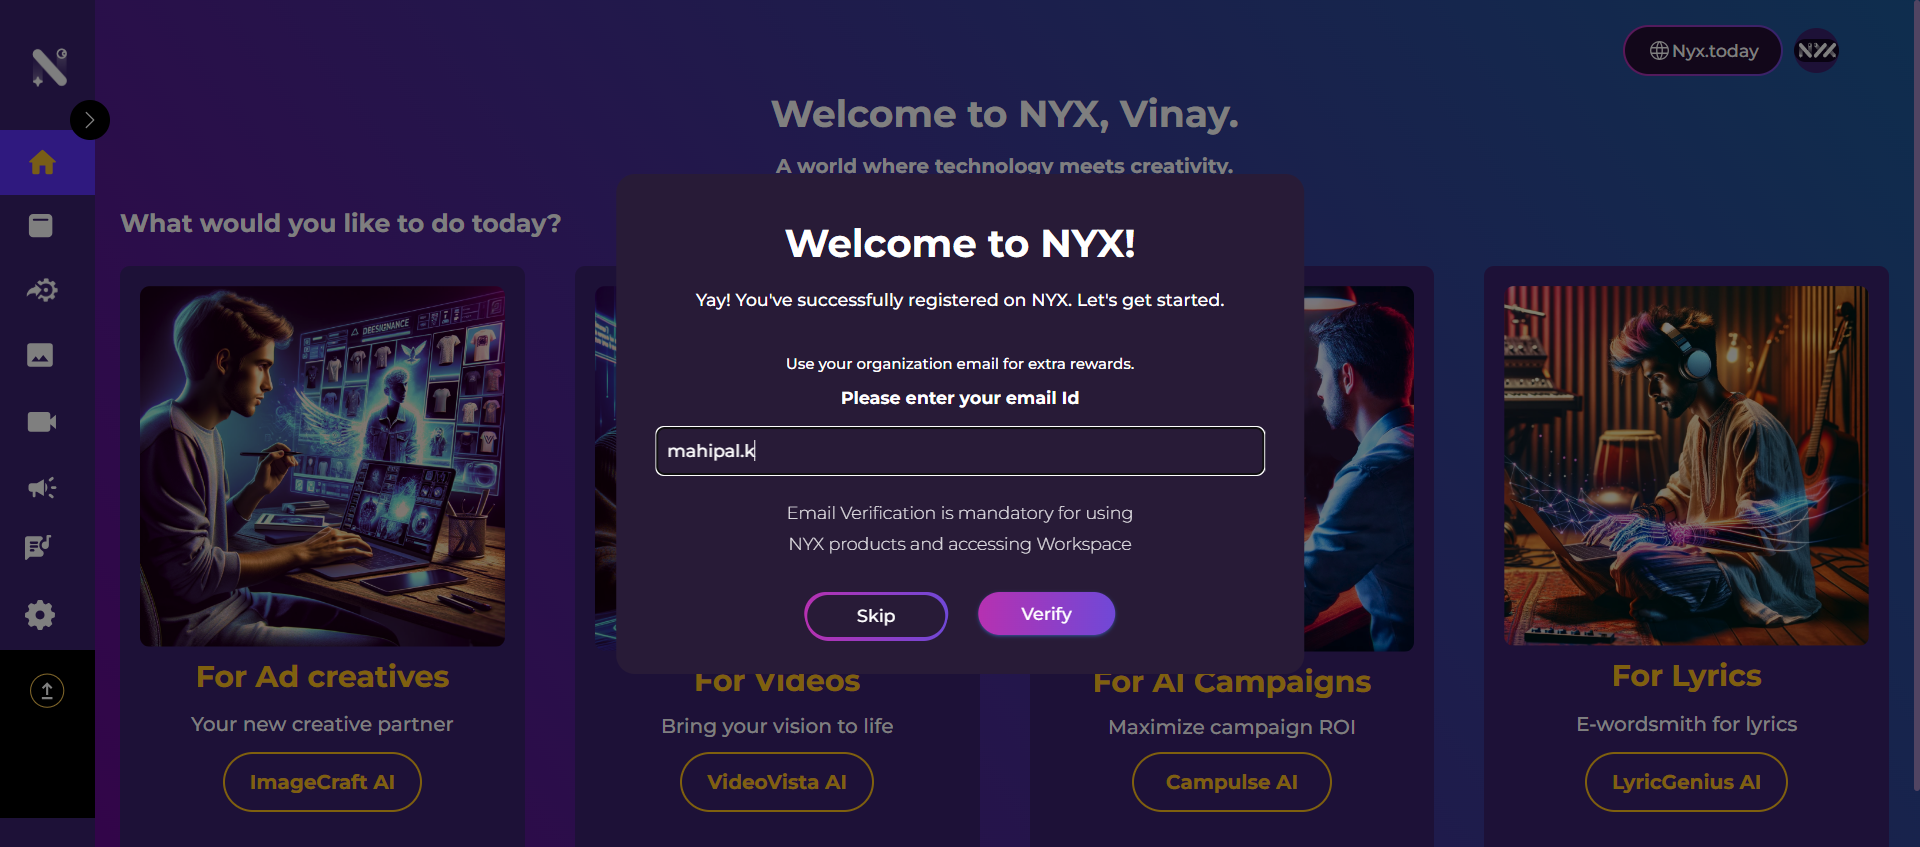 Nyx.today
NYX
Welcome to NYX, Vinay.
A world where technology meets creativity.
What would you like to do today?
Welcome to NYX!
Yay! You've successfully registered on NYX. Let's get started.
Use your organization email for extra rewards.
Please enter your email Id
mahipal.k
Email Verification is mandatory for using
NYX products and accessing Workspace
Skip
Verify
DBESIGNANCE
For Ad creatives
Your new creative partner
ImageCraft AI
For Videos
Bring your vision to life
VideoVista AI
For AI Campaigns
Maximize campaign ROI
Campulse AI
For Lyrics
E-wordsmith for lyrics
LyricGenius AI